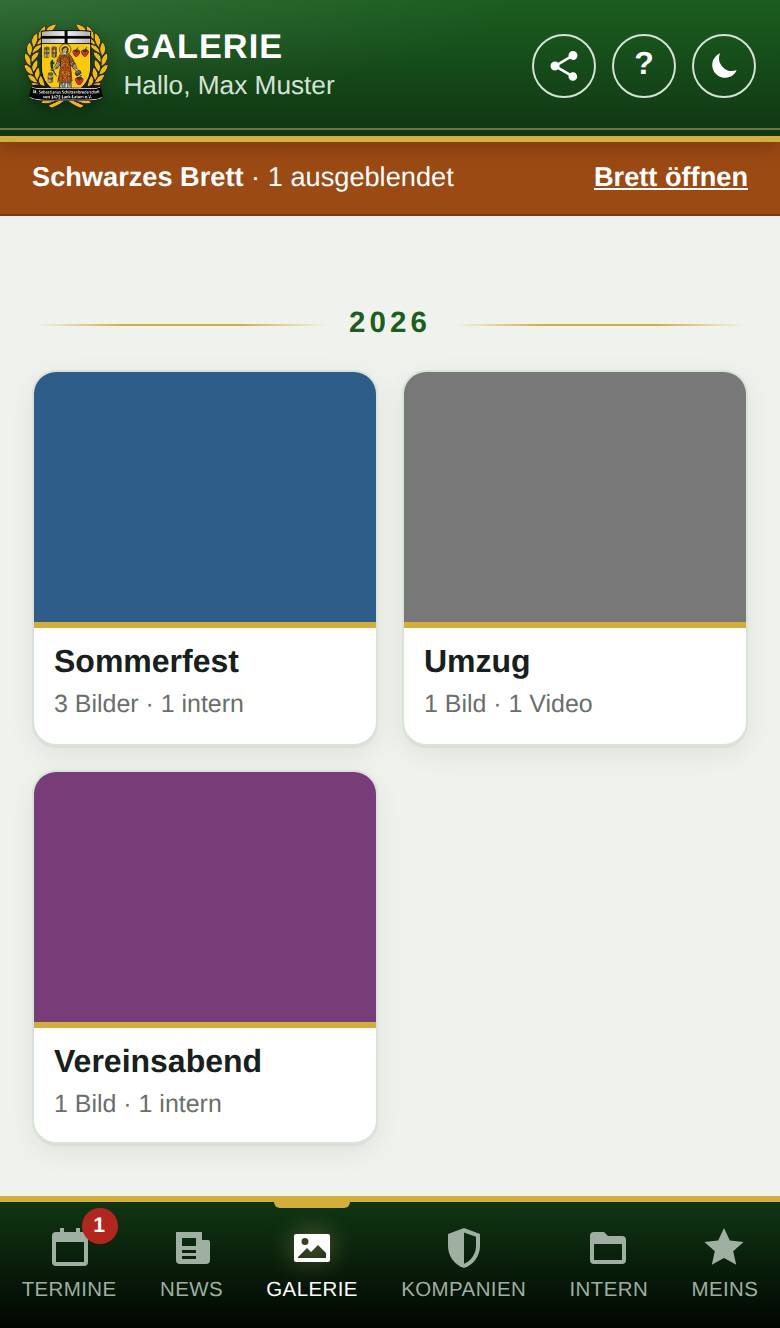 GALERIE
Hallo, Max Muster
?
Schwarzes Brett · 1 ausgeblendet
Brett öffnen
2026
Sommerfest
3 Bilder · 1 intern
Umzug
1 Bild · 1 Video
Vereinsabend
1 Bild · 1 intern
1
TERMINE
NEWS
GALERIE
KOMPANIEN
INTERN
MEINS